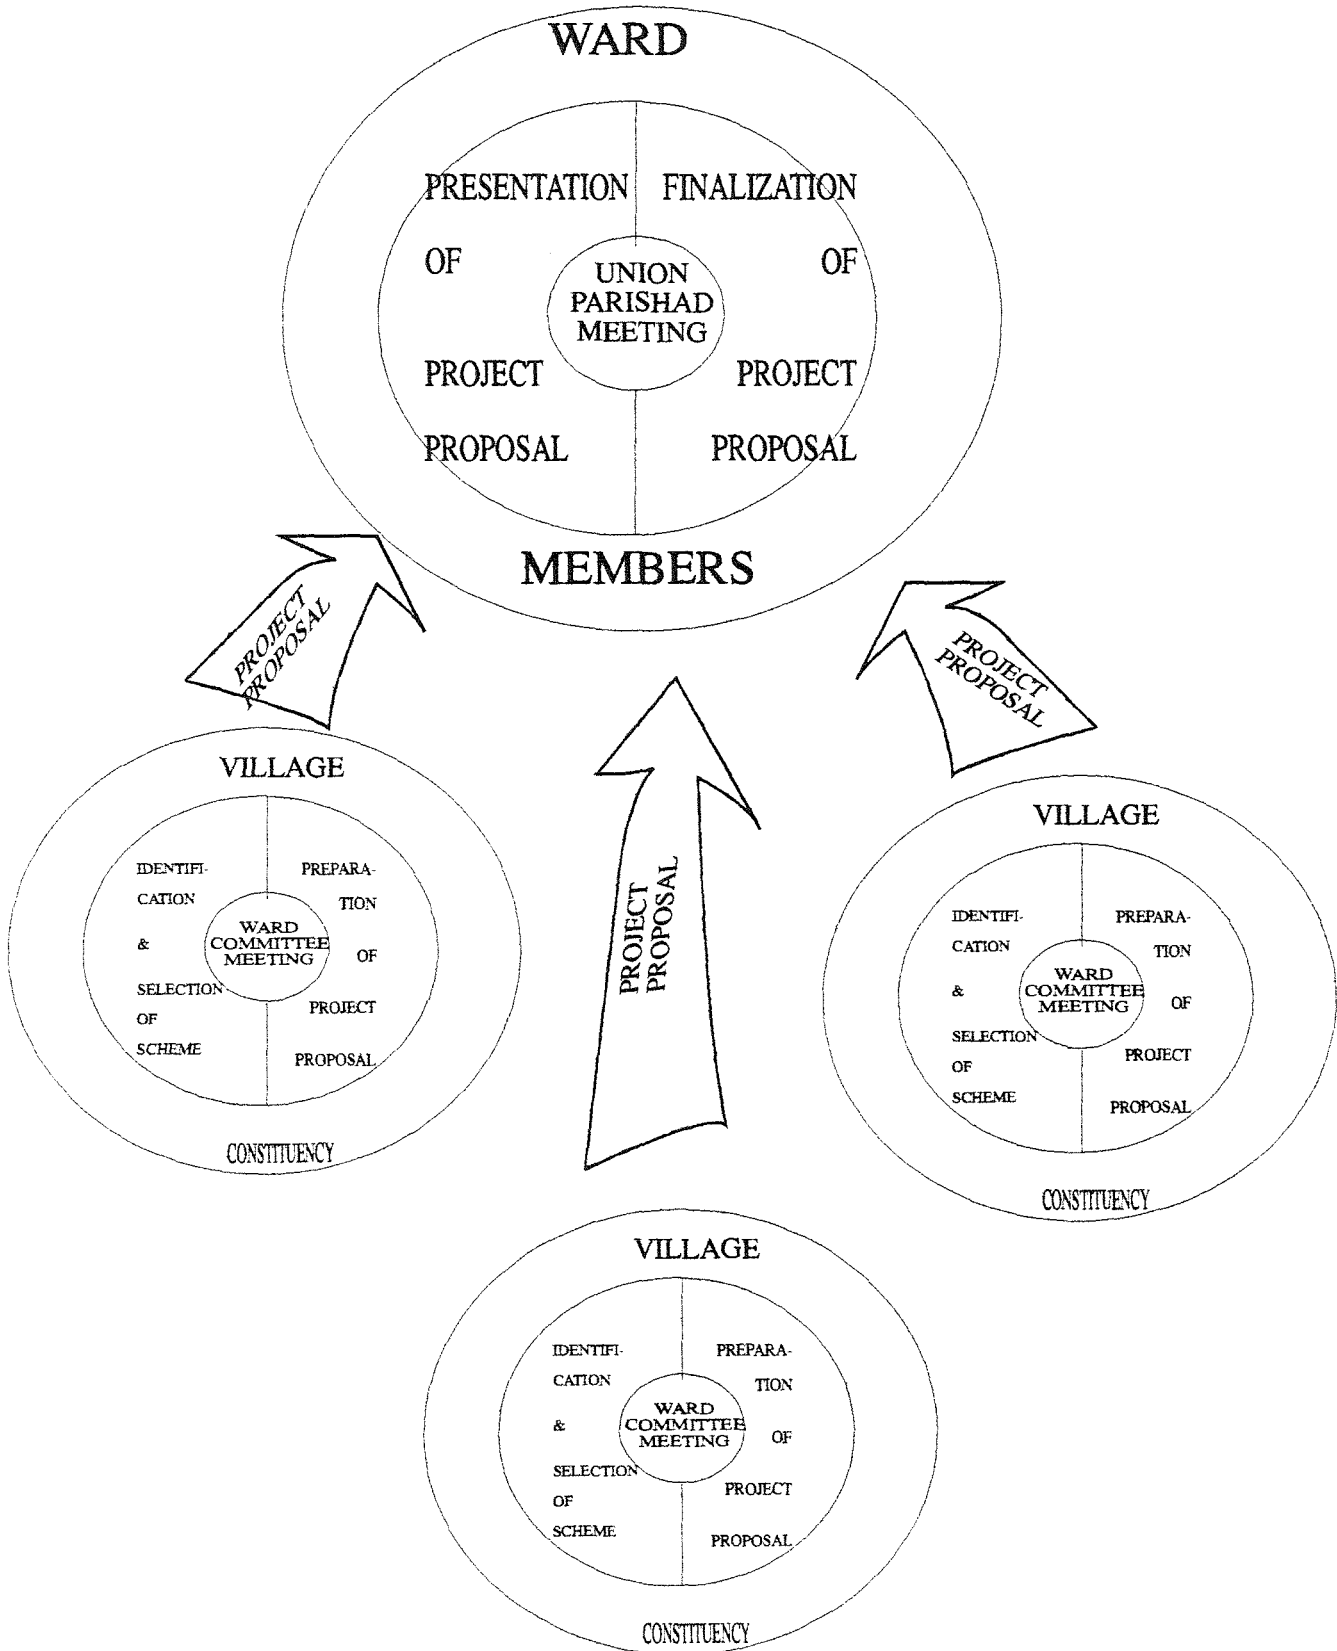 WARD
PRESENTATION
OF
PROJECT
PROPOSAL
FINALIZATION
OF
PROJECT
PROPOSAL
UNION
PARISHAD
MEETING
MEMBERS
PROJECT
PROPOSAL
PROJECT
PROPOSAL
PROJECT
PROPOSAL
VILLAGE
IDENTIFI-
CATION
&
SELECTION
OF
SCHEME
WARD
COMMITTEE
MEETING
PREPARA-
TION
OF
PROJECT
PROPOSAL
CONSTITUENCY
VILLAGE
IDENTIFI-
CATION
&
SELECTION
OF
SCHEME
WARD
COMMITTEE
MEETING
PREPARA-
TION
OF
PROJECT
PROPOSAL
CONSTITUENCY
VILLAGE
IDENTIFI-
CATION
&
SELECTION
OF
SCHEME
WARD
COMMITTEE
MEETING
PREPARA-
TION
OF
PROJECT
PROPOSAL
CONSTITUENCY